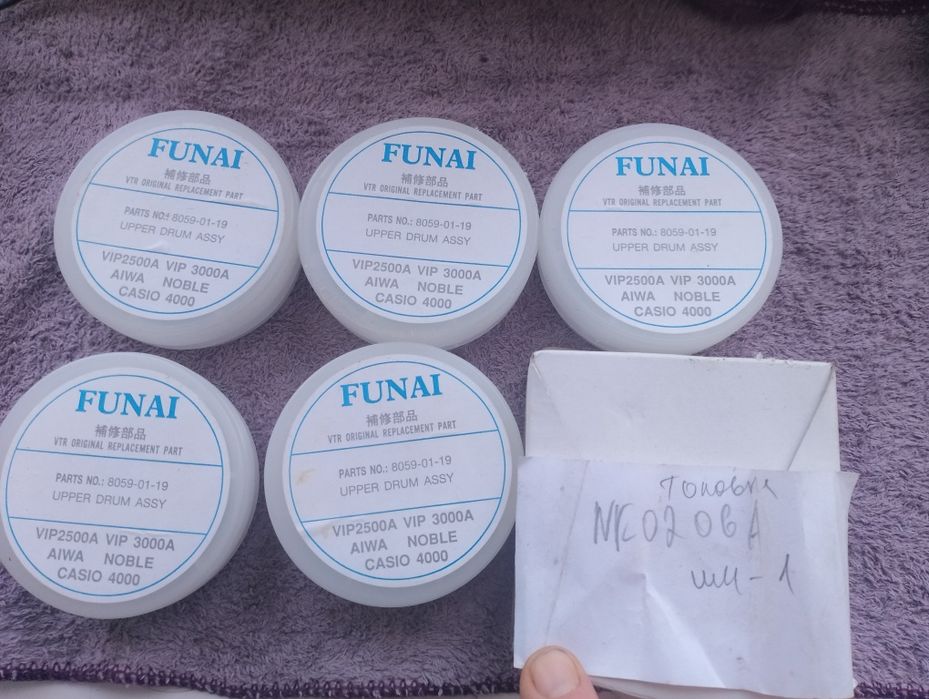 FUNAI
補修部品
VTR ORIGINAL REPLACEMENT PART
PARTS NO.: 8059-01-19
UPPER DRUM ASSY
VIP2500A VIP 3000A
AIWA NOBLE
CASIO 4000
FUNAI
補修部品
VTR ORIGINAL REPLACEMENT PART
PARTS NO.: 8059-01-19
UPPER DRUM ASSY
VIP2500A VIP 3000A
AIWA NOBLE
CASIO 4000
FUNAI
補修部品
VTR ORIGINAL REPLACEMENT PART
PARTS NO.: 8059-01-19
UPPER DRUM ASSY
VIP2500A VIP 3000A
AIWA NOBLE
CASIO 4000
FUNAI
補修部品
VTR ORIGINAL REPLACEMENT PART
PARTS NO.: 8059-01-19
UPPER DRUM ASSY
VIP2500A VIP 3000A
AIWA NOBLE
CASIO 4000
FUNAI
補修部品
VTR ORIGINAL REPLACEMENT PART
PARTS NO.: 8059-01-19
UPPER DRUM ASSY
VIP2500A VIP 3000A
AIWA NOBLE
CASIO 4000
головка